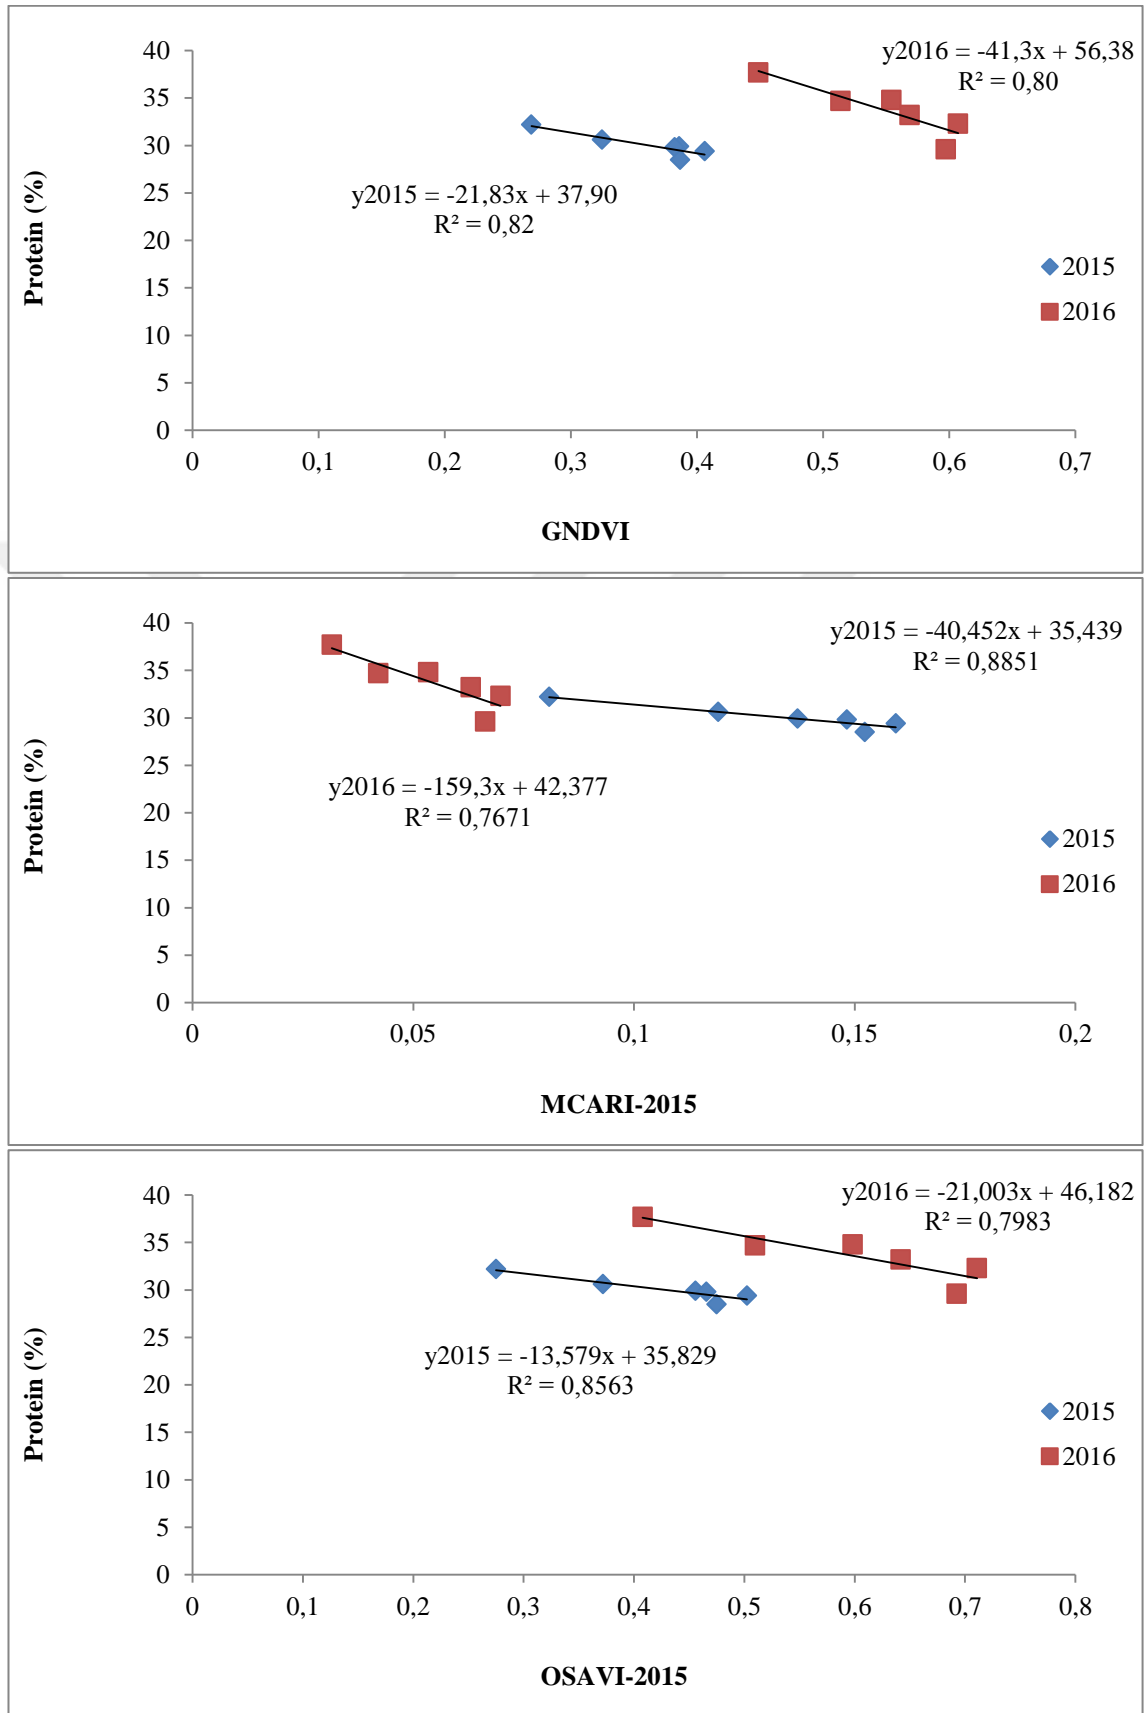 y2016 = -41,3x + 56,38
R² = 0,80
y2015 = -21,83x + 37,90
R² = 0,82
40
35
30
25
20
15
10
5
0
Protein (%)
2015
2016
0 0,1 0,2 0,3 0,4 0,5 0,6 0,7
GNDVI
y2015 = -40,452x + 35,439
R² = 0,8851
y2016 = -159,3x + 42,377
R² = 0,7671
40
35
30
25
20
15
10
5
0
Protein (%)
2015
2016
0 0,05 0,1 0,15 0,2
MCARI-2015
y2016 = -21,003x + 46,182
R² = 0,7983
y2015 = -13,579x + 35,829
R² = 0,8563
40
35
30
25
20
15
10
5
0
Protein (%)
2015
2016
0 0,1 0,2 0,3 0,4 0,5 0,6 0,7 0,8
OSAVI-2015